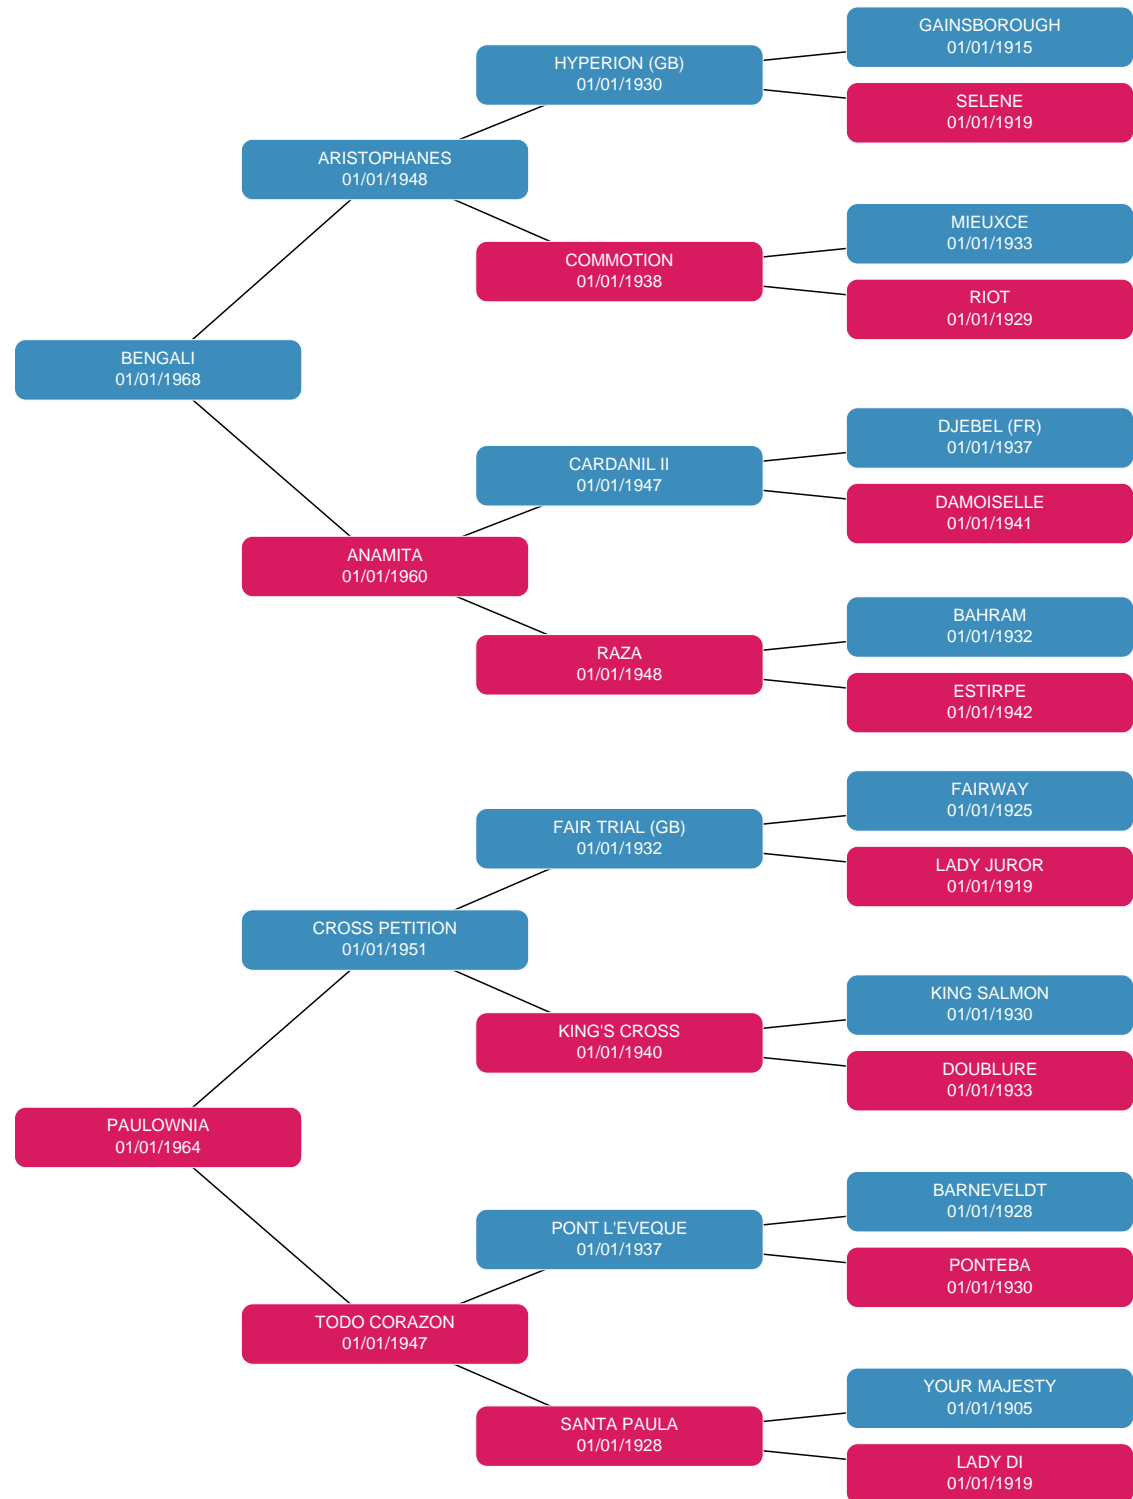 GAINSBOROUGH
01/01/1915
HYPERION (GB)
01/01/1930
SELENE
01/01/1919
ARISTOPHANES
01/01/1948
MIEUXCE
01/01/1933
COMMOTION
01/01/1938
RIOT
01/01/1929
BENGALI
01/01/1968
DJEBEL (FR)
01/01/1937
CARDANIL II
01/01/1947
DAMOISELLE
01/01/1941
ANAMITA
01/01/1960
BAHRAM
01/01/1932
RAZA
01/01/1948
ESTIRPE
01/01/1942
FAIRWAY
01/01/1925
FAIR TRIAL (GB)
01/01/1932
LADY JUROR
01/01/1919
CROSS PETITION
01/01/1951
KING SALMON
01/01/1930
KING'S CROSS
01/01/1940
DOUBLURE
01/01/1933
PAULOWNIA
01/01/1964
BARNEVELDT
01/01/1928
PONT L'EVEQUE
01/01/1937
PONTEBA
01/01/1930
TODO CORAZON
01/01/1947
YOUR MAJESTY
01/01/1905
SANTA PAULA
01/01/1928
LADY DI
01/01/1919